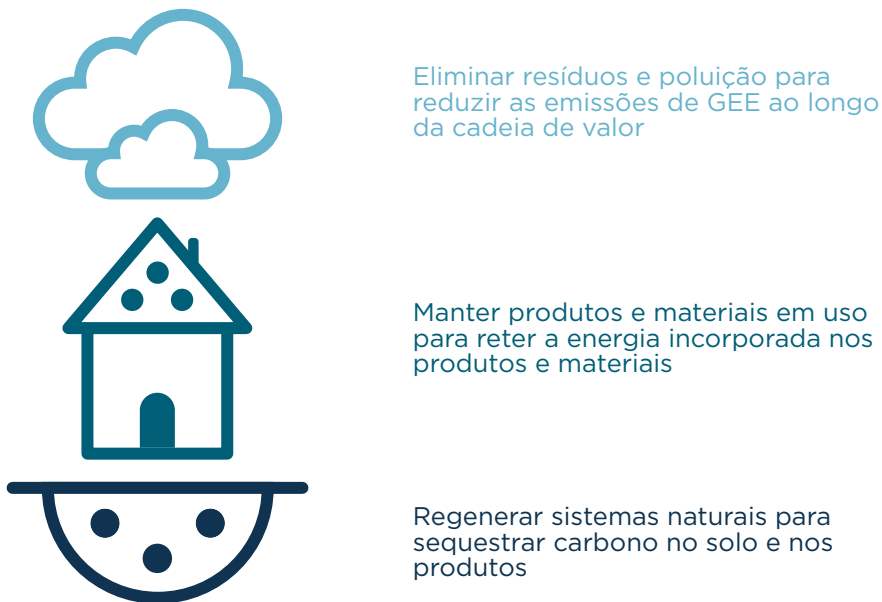 Eliminar resíduos e poluição para
reduzir as emissões de GEE ao longo
da cadeia de valor
Manter produtos e materiais em uso
para reter a energia incorporada nos
produtos e materiais
Regenerar sistemas naturais para
sequestrar carbono no solo e nos
produtos